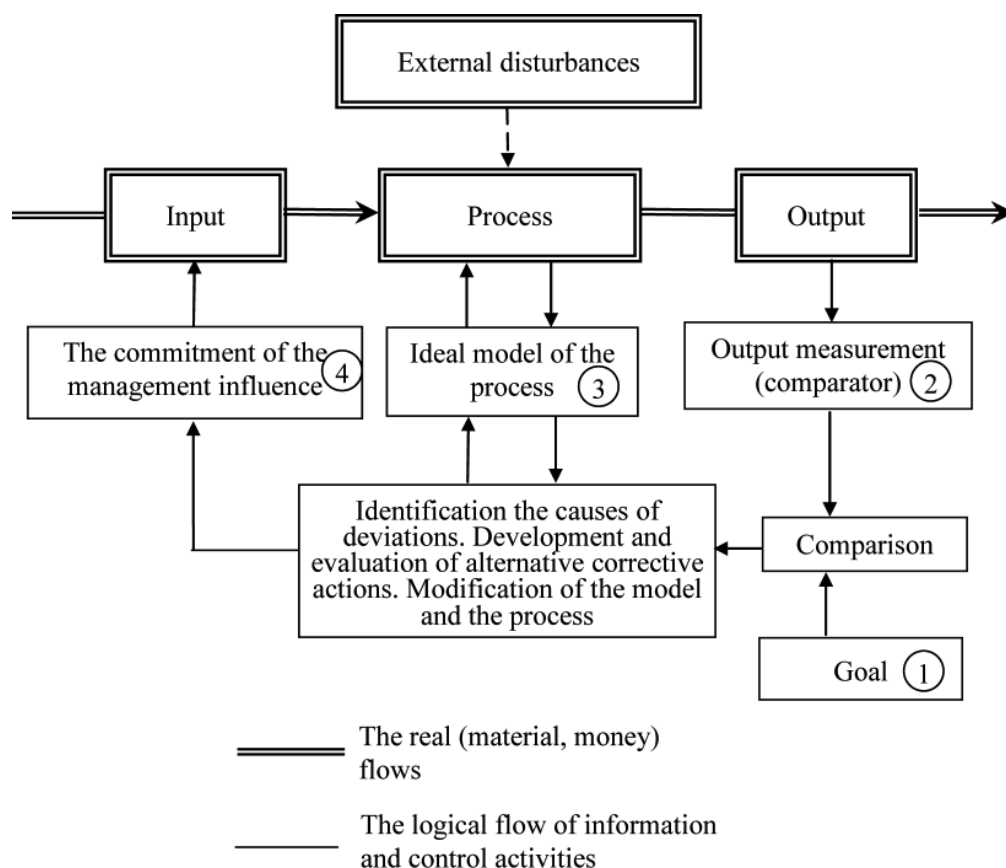 External disturbances
Input
Process
Output
The commitment of the
management influence
4
Ideal model of the
process
3
Output measurement
(comparator)
2
Identification the causes of
deviations. Development and
evaluation of alternative corrective
actions. Modification of the model
and the process
Comparison
Goal
1
The real (material, money)
flows
The logical flow of information
and control activities